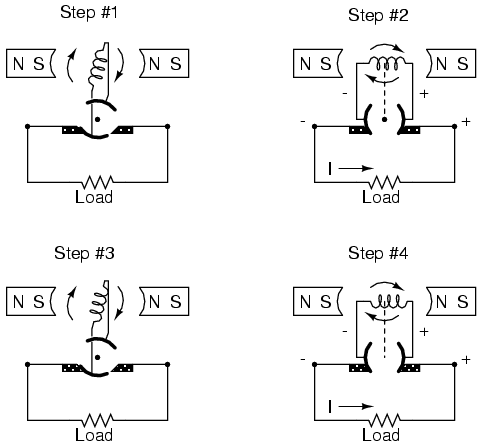 Step #1
Step #2
N S
N S
N S
N S
- +
- +
I
Load
Load
Step #3
Step #4
N S
N S
N S
N S
- +
- +
I
Load
Load